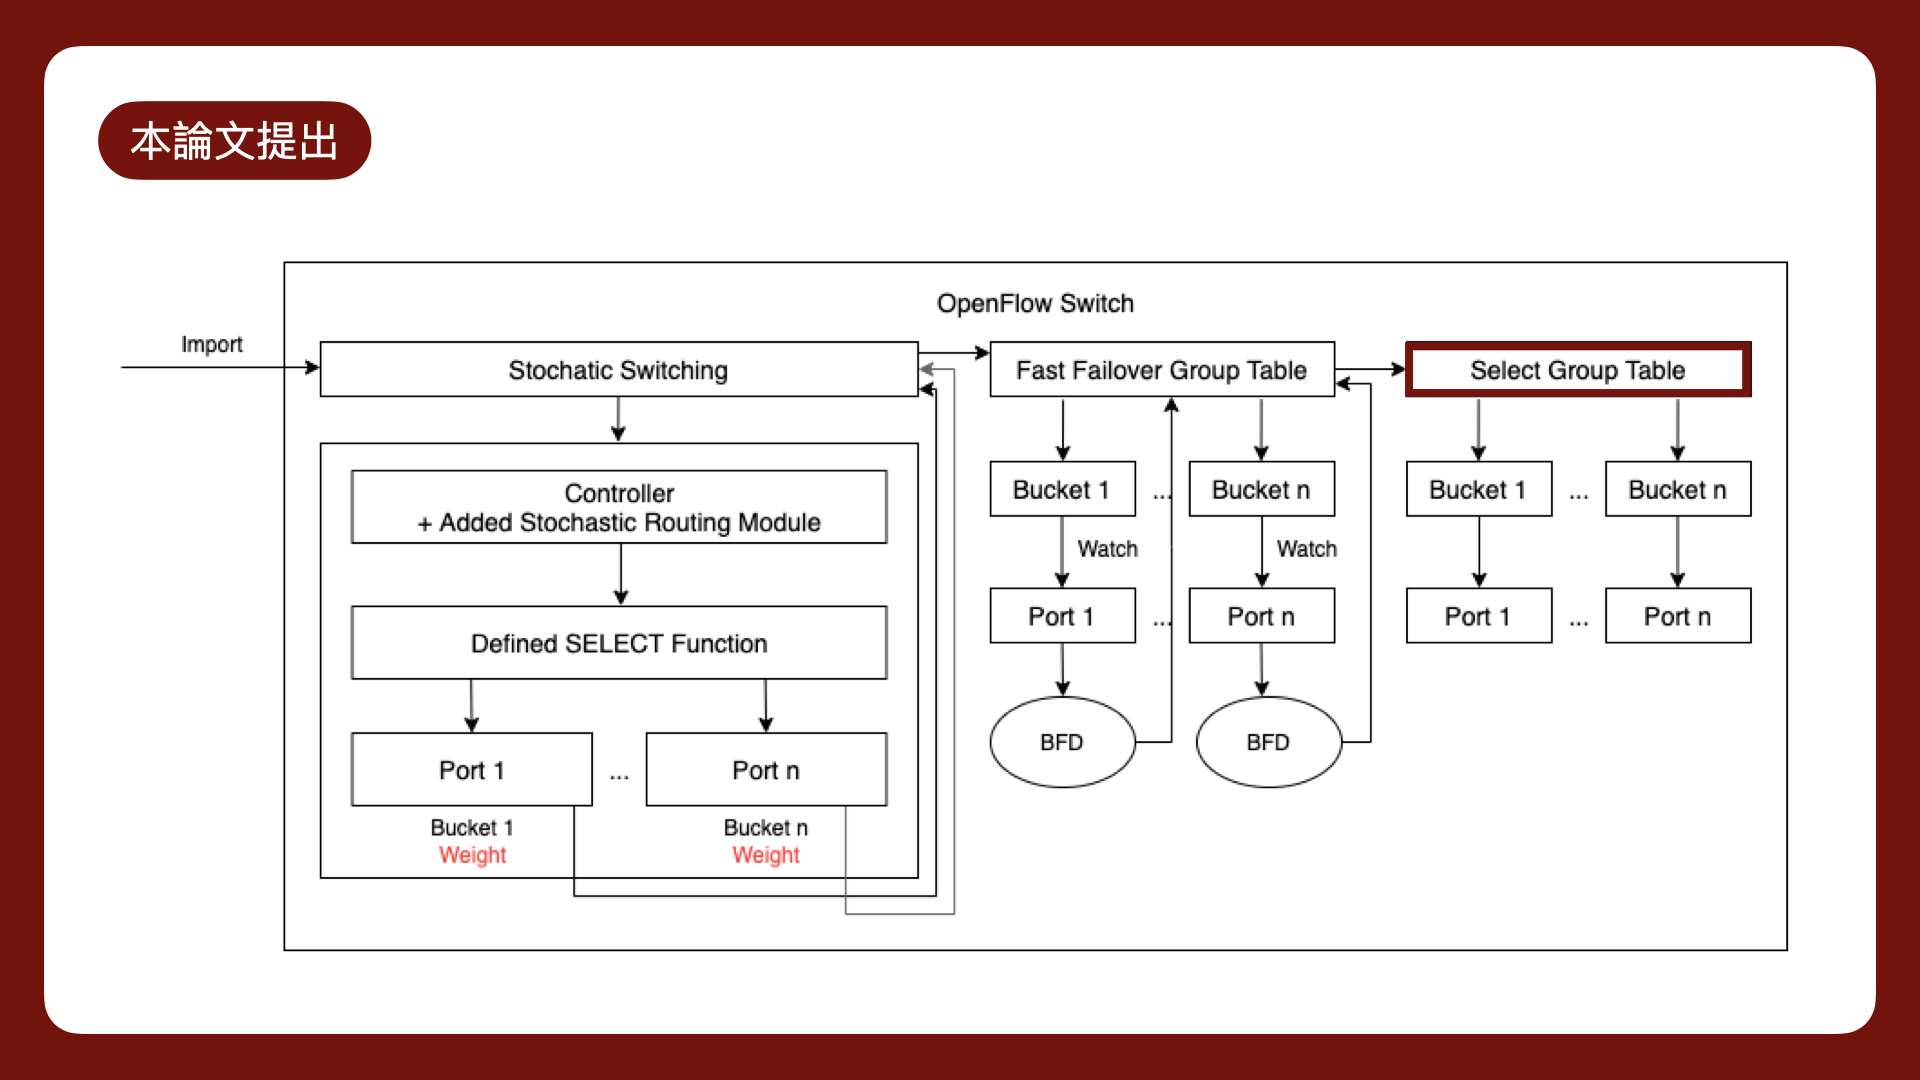 本論文提出
OpenFlow Switch
Import
Stochatic Switching
Fast Failover Group Table
Select Group Table
Controller
+ Added Stochastic Routing Module
Defined SELECT Function
Port 1
...
Port n
Bucket 1
Weight
Bucket n
Weight
Bucket 1
...
Bucket n
Watch
Watch
Port 1
...
Port n
BFD
BFD
Bucket 1
...
Bucket n
Port 1
...
Port n